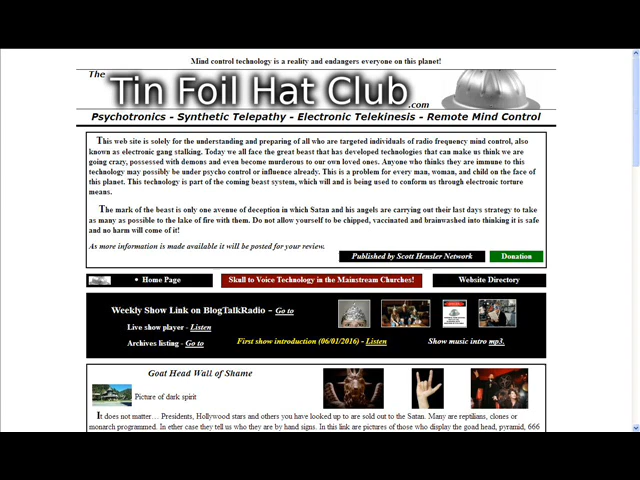 Mind control technology is a reality and endangers everyone on this planet!
The
Tin Foil Hat Club
.com
Psychotronics - Synthetic Telepathy - Electronic Telekinesis - Remote Mind Control
This web site is solely for the understanding and preparing of all who are targeted individuals of radio frequency mind control, also
known as electronic gang stalking. Today we all face the great beast that has developed technologies that can make us think we are
going crazy, possessed with demons and even become murderous to our own loved ones. Anyone who thinks they are immune to this
technology may possibly be under psycho control or influence already. This is a problem for every man, woman, and child on the face of
this planet. This technology is part of the coming beast system, which will and is being used to conform us through electronic torture
means.
The mark of the beast is only one avenue of deception in which Satan and his angels are carrying out their last days strategy to take
as many as possible to the lake of fire with them. Do not allow yourself to be chipped, vaccinated and brainwashed into thinking it is safe
and no harm will come of it!
As more information is made available it will be posted for your review.
Published by Scott Hensler Network
Donation
• Home Page
Skull to Voice Technology in the Mainstream Churches!
Website Directory
Weekly Show Link on BlogTalkRadio - Go to
Live show player - Listen
Archives listing - Go to
First show introduction (06/01/2016) - Listen
Show music intro mp3.
Goat Head Wall of Shame
Picture of dark spirit
It does not matter… Presidents, Hollywood stars and others you have looked up to are sold out to the Satan. Many are reptilians, clones or
monarch programmed. In ether case they tell us who they are by hand signs. In this link are pictures of those who display the goad head, pyramid, 666